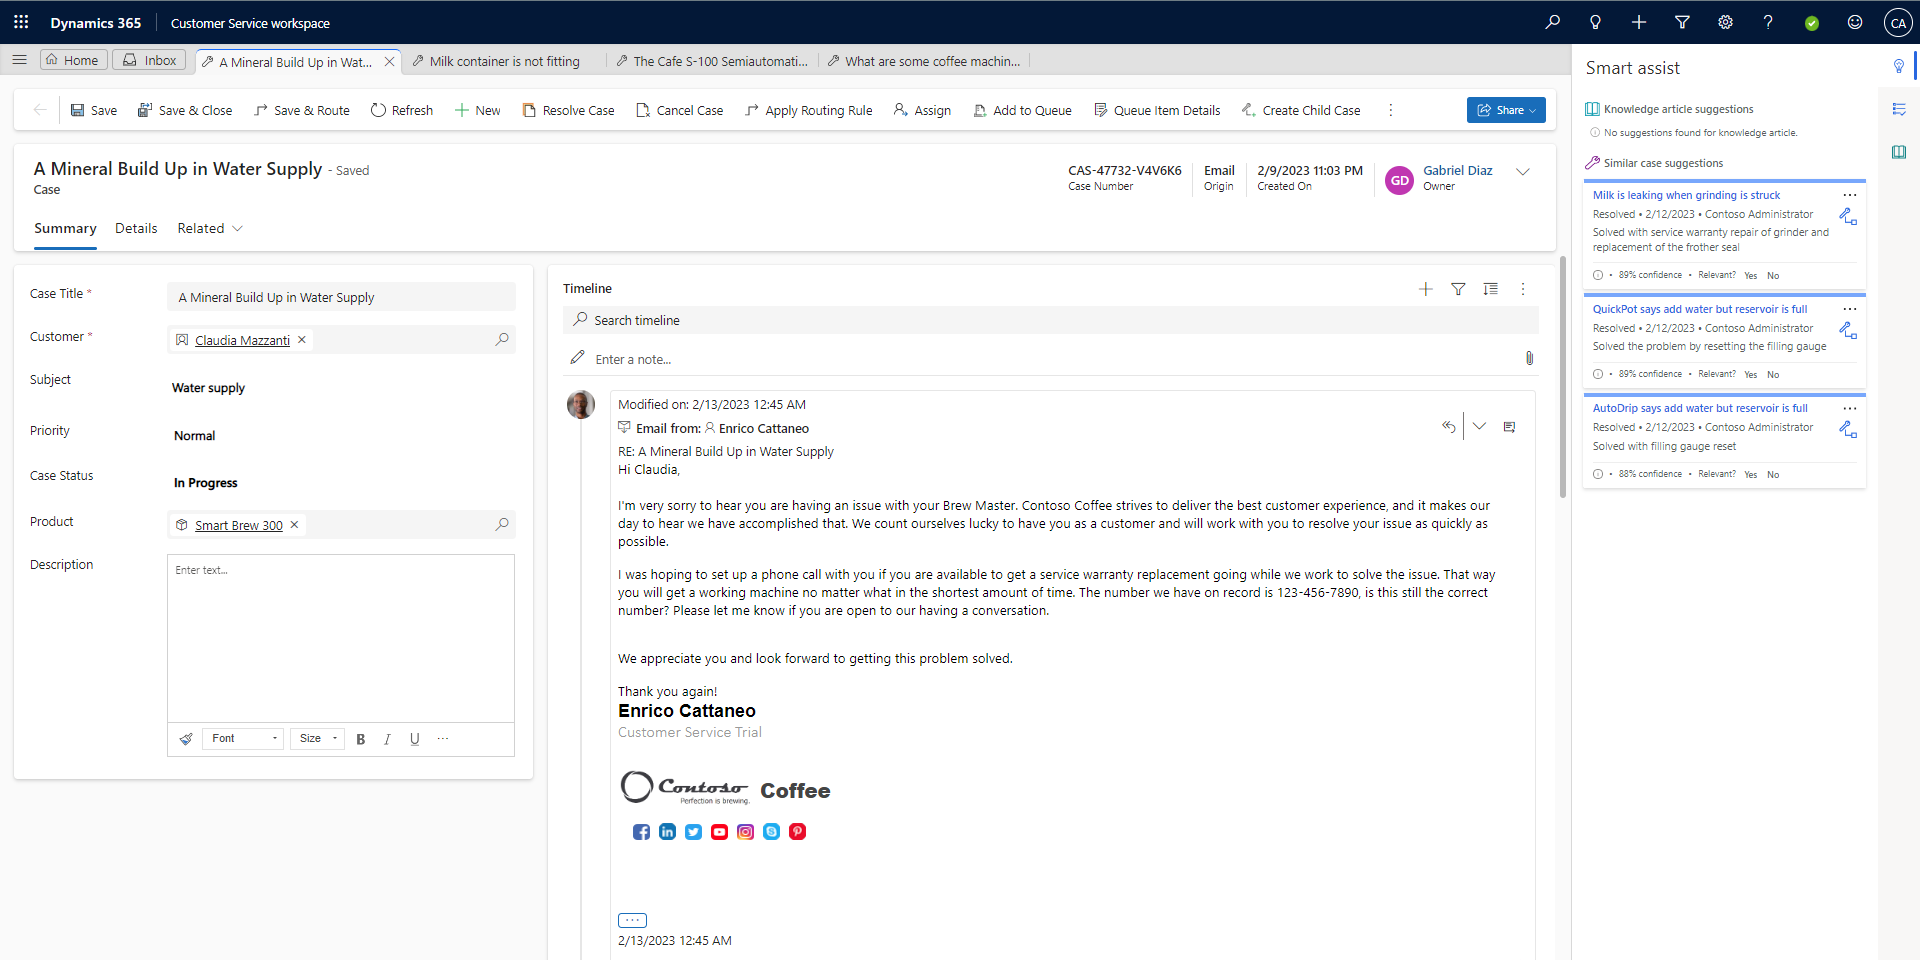 Dynamics 365
Customer Service workspace
CA
Home
Inbox
A Mineral Build Up in Wat...
Milk container is not fitting
The Cafe S-100 Semiautomati...
What are some coffee machin...
Save
Save & Close
Save & Route
Refresh
New
Resolve Case
Cancel Case
Apply Routing Rule
Assign
Add to Queue
Queue Item Details
Create Child Case
Share
A Mineral Build Up in Water Supply - Saved
Case
CAS-47732-V4V6K6
Case Number
Email
Origin
2/9/2023 11:03 PM
Created On
GD
Gabriel Diaz
Owner
Summary
Details
Related
Case Title *
A Mineral Build Up in Water Supply
Customer *
Claudia Mazzanti
Subject
Water supply
Priority
Normal
Case Status
In Progress
Product
Smart Brew 300
Description
Enter text...
Font
Size
B
I
U
Timeline
Search timeline
Enter a note...
Modified on: 2/13/2023 12:45 AM
Email from: Enrico Cattaneo
RE: A Mineral Build Up in Water Supply
Hi Claudia,
I'm very sorry to hear you are having an issue with your Brew Master. Contoso Coffee strives to deliver the best customer experience, and it makes our
day to hear we have accomplished that. We count ourselves lucky to have you as a customer and will work with you to resolve your issue as quickly as
possible.
I was hoping to set up a phone call with you if you are available to get a service warranty replacement going while we work to solve the issue. That way
you will get a working machine no matter what in the shortest amount of time. The number we have on record is 123-456-7890, is this still the correct
number? Please let me know if you are open to our having a conversation.
We appreciate you and look forward to getting this problem solved.
Thank you again!
Enrico Cattaneo
Customer Service Trial
Contoso Coffee
Perfection is brewing.
2/13/2023 12:45 AM
Smart assist
Knowledge article suggestions
No suggestions found for knowledge article.
Similar case suggestions
Milk is leaking when grinding is struck
Resolved • 2/12/2023 • Contoso Administrator
Solved with service warranty repair of grinder and
replacement of the frother seal
• 89% confidence • Relevant? Yes No
QuickPot says add water but reservoir is full
Resolved • 2/12/2023 • Contoso Administrator
Solved the problem by resetting the filling gauge
• 89% confidence • Relevant? Yes No
AutoDrip says add water but reservoir is full
Resolved • 2/12/2023 • Contoso Administrator
Solved with filling gauge reset
• 88% confidence • Relevant? Yes No